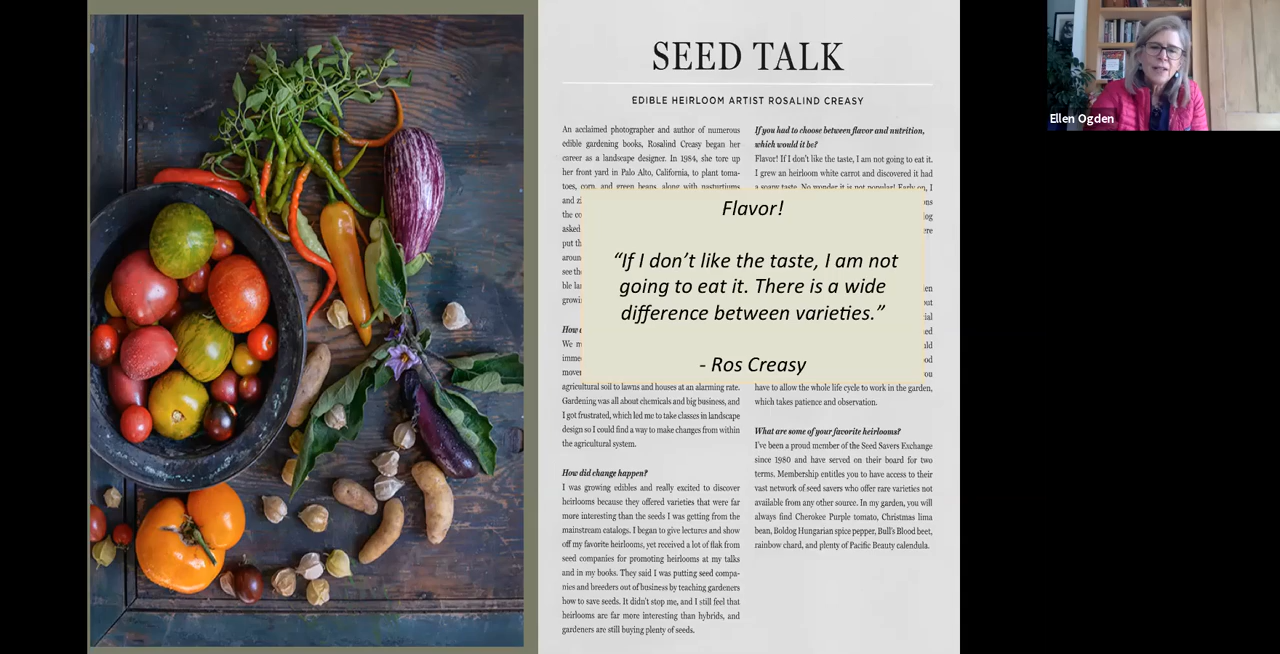 SEED TALK
EDIBLE HEIRLOOM ARTIST ROSALIND CREASY
An acclaimed photographer and author of numerous
edible gardening books, Rosalind Creasy began her
career as a landscape designer. In 1984, she tore up
her front yard in Palo Alto, California, to plant toma-
toes, corn, and green beans, along with nasturtiums
and
the
asked
put
around
see
ble
We
agricultural soil to lawns and houses at an alarming rate.
Gardening was all about chemicals and big business, and
I got frustrated, which led me to take classes in landscape
design so I could find a way to make changes from within
the agricultural system.
How did change happen?
I was growing edibles and really excited to discover
heirlooms because they offered varieties that were far
more interesting than the seeds I was getting from the
mainstream catalogs. I began to give lectures and show
off my favorite heirlooms, yet received a lot of flak from
seed companies for promoting heirlooms at my talks
and in my books. They said I was putting seed compa-
nies and breeders out of business by teaching gardeners
how to save seeds. It didn't stop me, and I still feel that
heirlooms are far more interesting than hybrids, and
gardeners are still buying plenty of seeds.
If you had to choose between flavor and nutrition,
which would it be?
Flavor! If I don't like the taste, I am not going to eat it.
I grew an heirloom white carrot and discovered it had
a soapy taste. No wonder it is not popular! Early on, I
Flavor!
“If I don’t like the taste, I am not
going to eat it. There is a wide
difference between varieties.”
- Ros Creasy
have to allow the whole life cycle to work in the garden,
which takes patience and observation.
What are some of your favorite heirlooms?
I've been a proud member of the Seed Savers Exchange
since 1980 and have served on their board for two
terms. Membership entitles you to have access to their
vast network of seed savers who offer rare varieties not
available from any other source. In my garden, you will
always find Cherokee Purple tomato, Christmas lima
bean, Boldog Hungarian spice pepper, Bull's Blood beet,
rainbow chard, and plenty of Pacific Beauty calendula.
Ellen Ogden